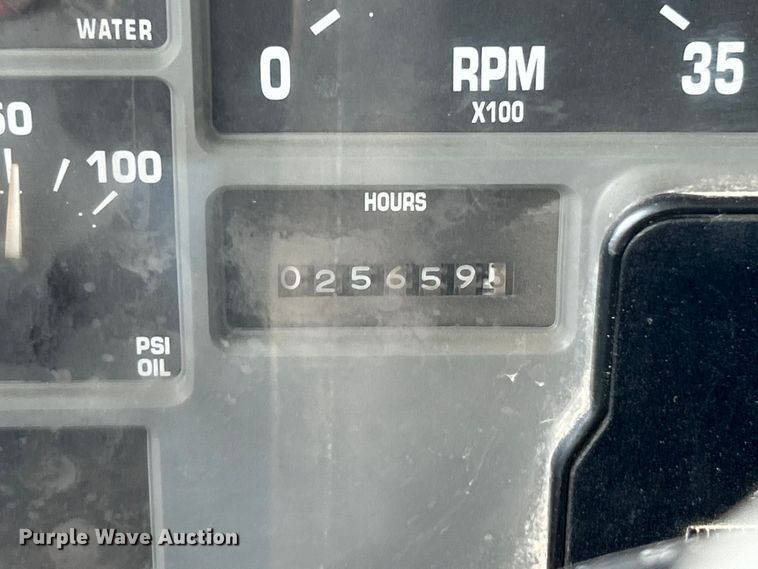 WATER
0 RPM 35
X100
100
HOURS
025659
PSI
OIL
Purple Wave Auction